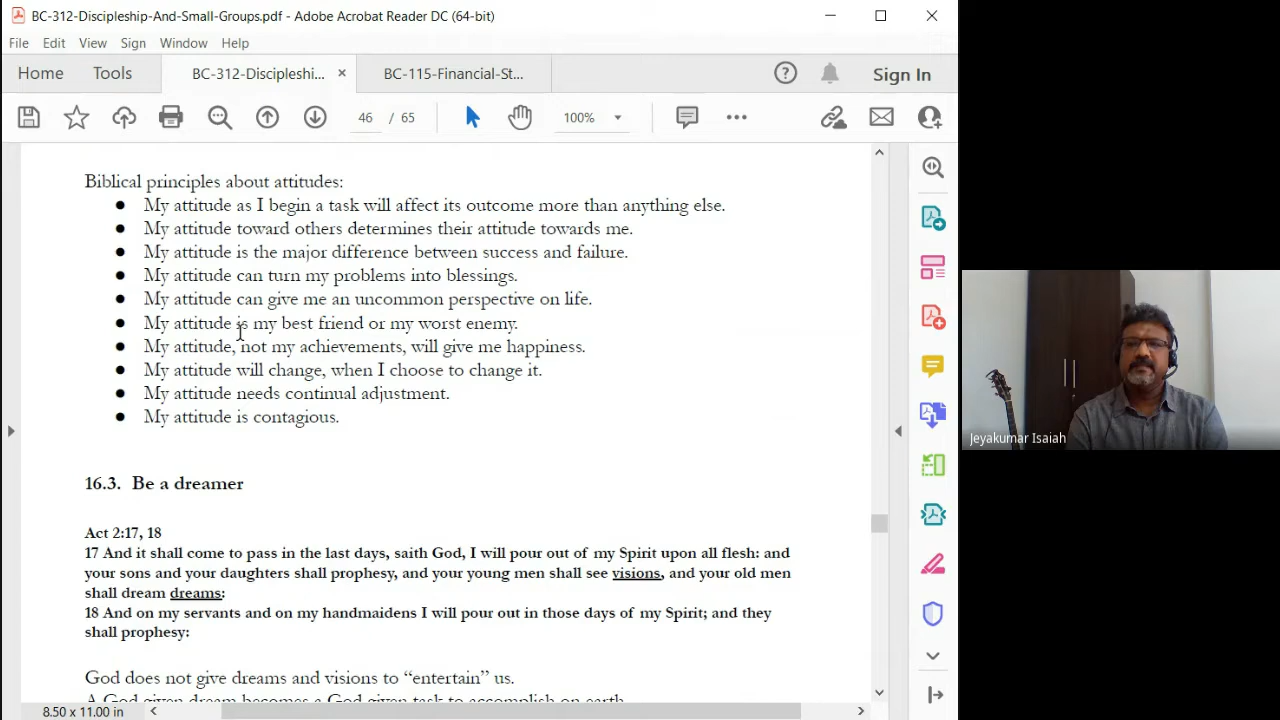 BC-312-Discipleship-And-Small-Groups.pdf - Adobe Acrobat Reader DC (64-bit)
File Edit View Sign Window Help
Home Tools BC-312-Discipleshi... × BC-115-Financial-St... Sign In
46 / 65 100%
Biblical principles about attitudes:
● My attitude as I begin a task will affect its outcome more than anything else.
● My attitude toward others determines their attitude towards me.
● My attitude is the major difference between success and failure.
● My attitude can turn my problems into blessings.
● My attitude can give me an uncommon perspective on life.
● My attitude is my best friend or my worst enemy.
● My attitude, not my achievements, will give me happiness.
● My attitude will change, when I choose to change it.
● My attitude needs continual adjustment.
● My attitude is contagious.
16.3. Be a dreamer
Act 2:17, 18
17 And it shall come to pass in the last days, saith God, I will pour out of my Spirit upon all flesh: and
your sons and your daughters shall prophesy, and your young men shall see visions, and your old men
shall dream dreams:
18 And on my servants and on my handmaidens I will pour out in those days of my Spirit; and they
shall prophesy:
God does not give dreams and visions to “entertain” us.
A God given dream becomes a God given task to accomplish on earth
8.50 x 11.00 in
Jeyakumar Isaiah